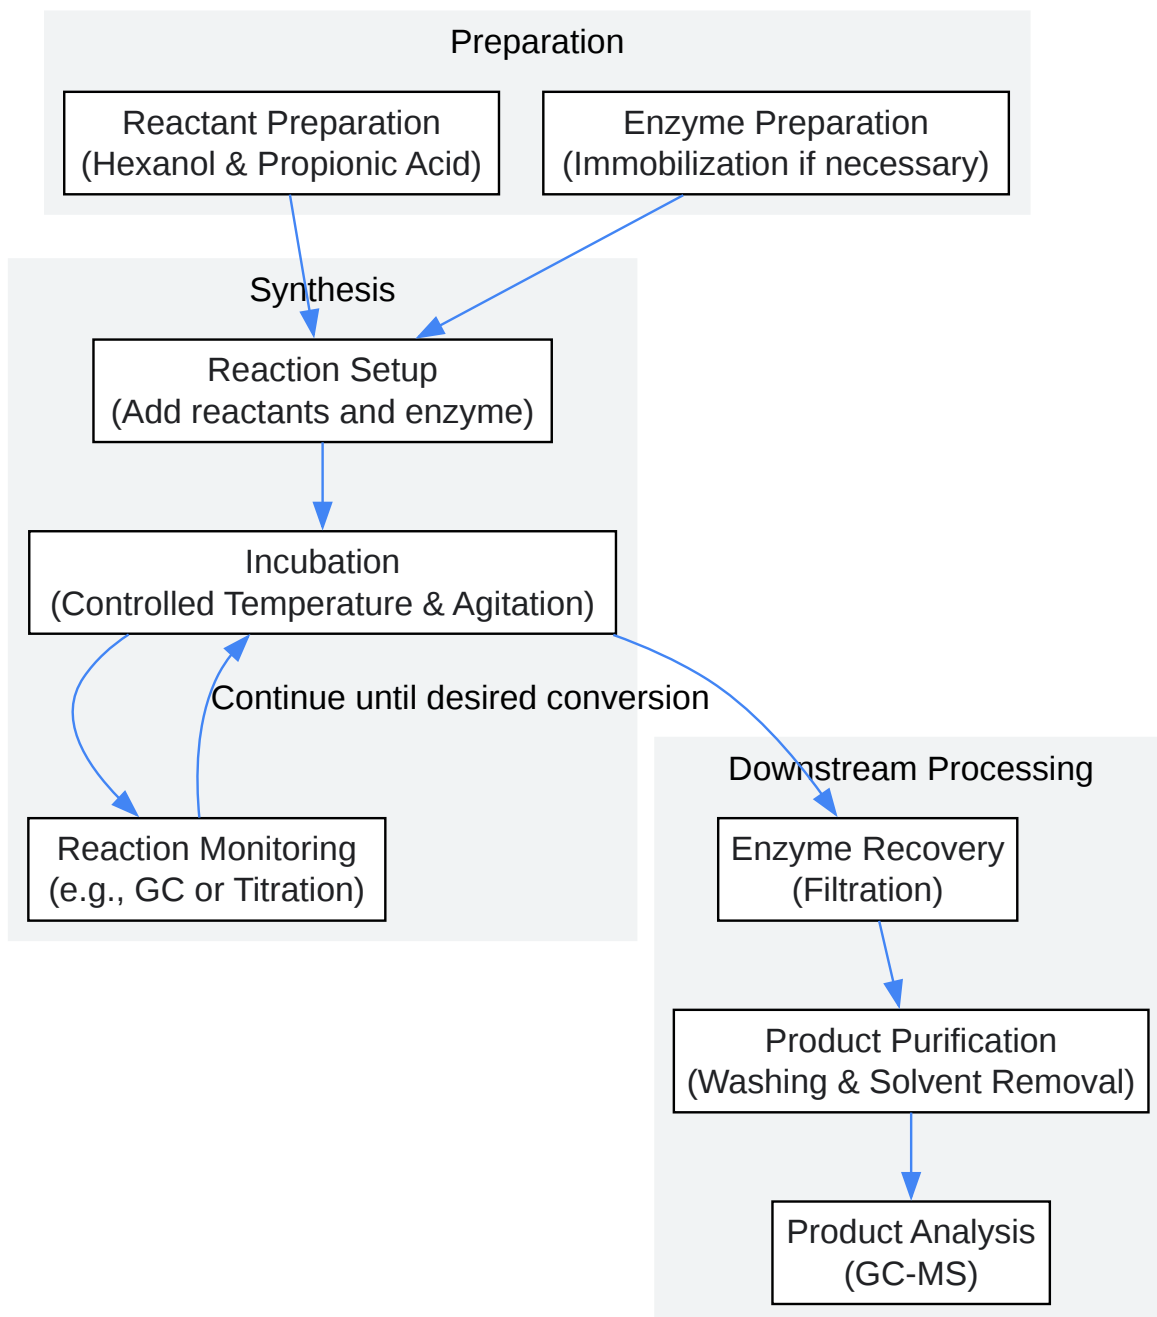 Preparation
Reactant Preparation
(Hexanol & Propionic Acid)
Enzyme Preparation
(Immobilization if necessary)
Synthesis
Reaction Setup
(Add reactants and enzyme)
Incubation
(Controlled Temperature & Agitation)
Continue until desired conversion
Reaction Monitoring
(e.g., GC or Titration)
Downstream Processing
Enzyme Recovery
(Filtration)
Product Purification
(Washing & Solvent Removal)
Product Analysis
(GC-MS)